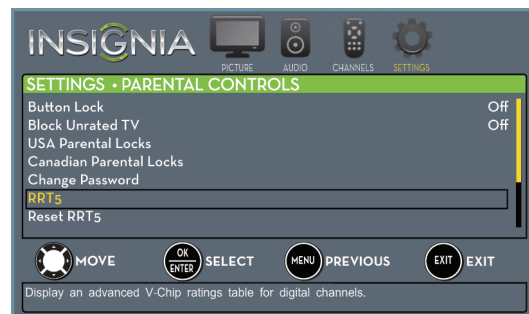 INSIGNIA
PICTURE AUDIO CHANNELS SETTINGS
SETTINGS • PARENTAL CONTROLS
Button Lock Off
Block Unrated TV Off
USA Parental Locks
Canadian Parental Locks
Change Password
RRT5
Reset RRT5
MOVE OK ENTER SELECT MENU PREVIOUS EXIT EXIT
Display an advanced V-Chip ratings table for digital channels.